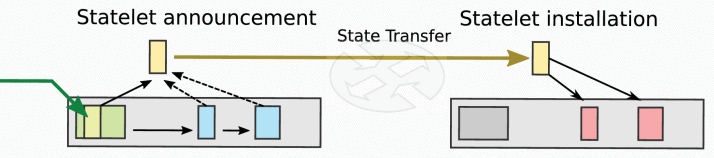 Statelet announcement
Statelet installation
State Transfer